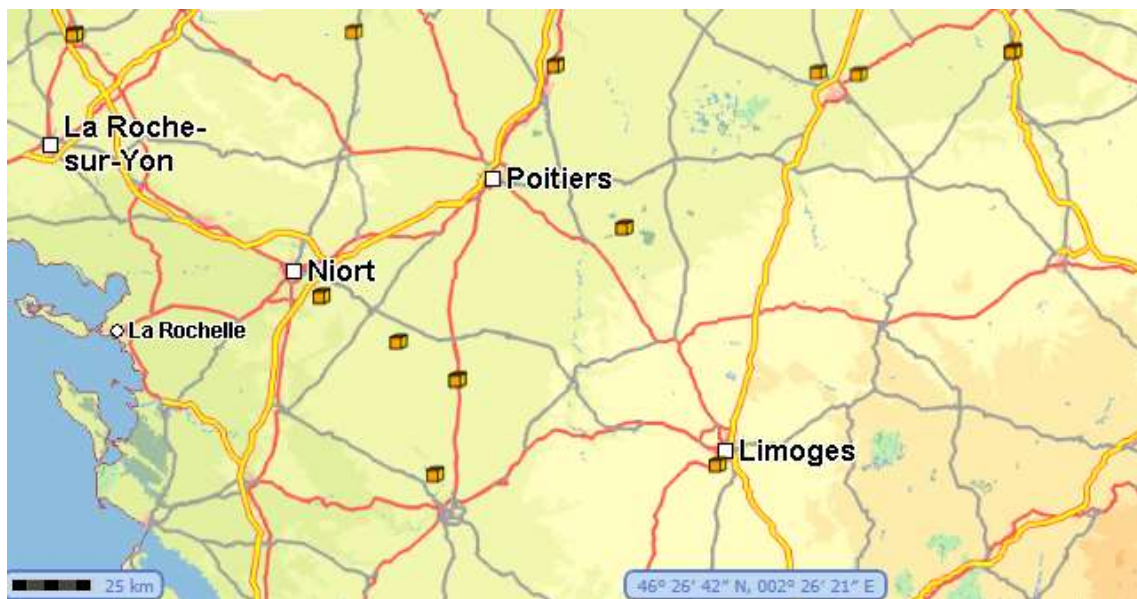 La Roche-
sur-Yon
Poitiers
Niort
La Rochelle
Limoges
25 km
46° 26′ 42″ N, 002° 26′ 21″ E